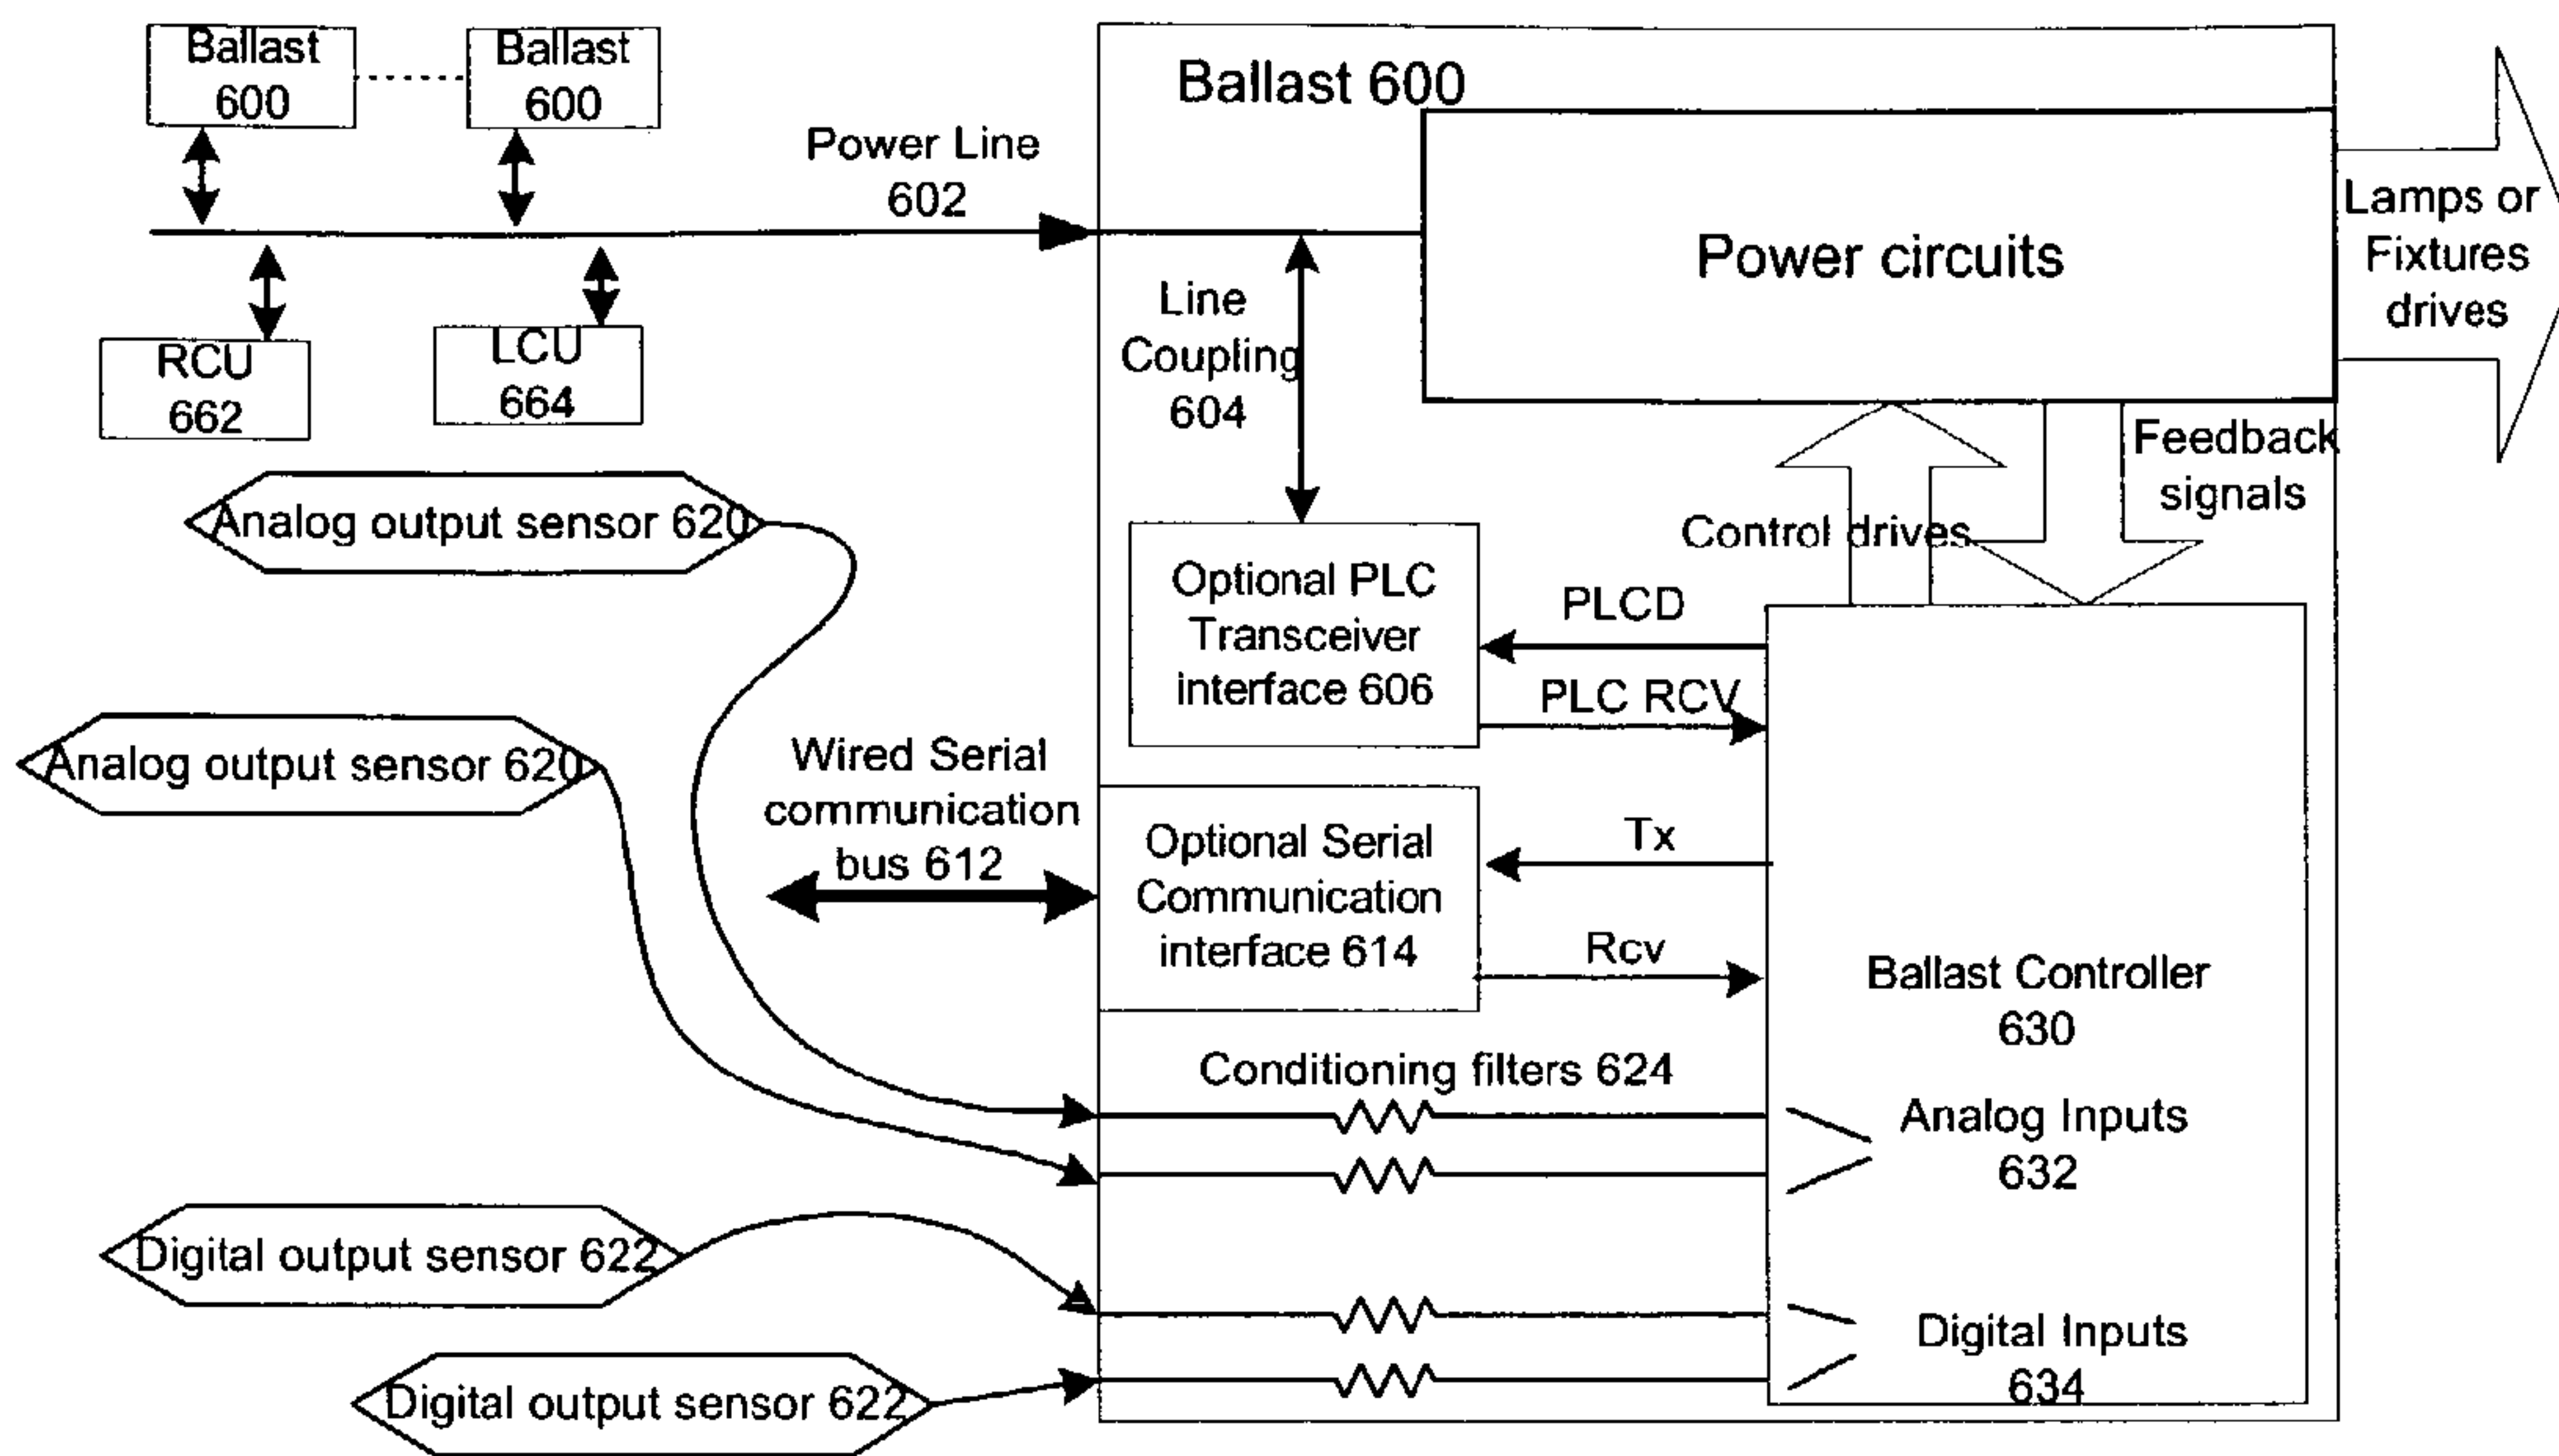 Ballast
600
Ballast
600
Ballast 600
Power Line
602
Power circuits
Lamps or
Fixtures
drives
Line
Coupling
604
RCU
662
LCU
664
Feedback
signals
Control drives
Analog output sensor 620
Optional PLC
Transceiver
interface 606
PLCD
PLC RCV
Analog output sensor 620
Wired Serial
communication
bus 612
Optional Serial
Communication
interface 614
Tx
Rcv
Ballast Controller
630
Conditioning filters 624
Analog Inputs
632
Digital output sensor 622
Digital Inputs
634
Digital output sensor 622